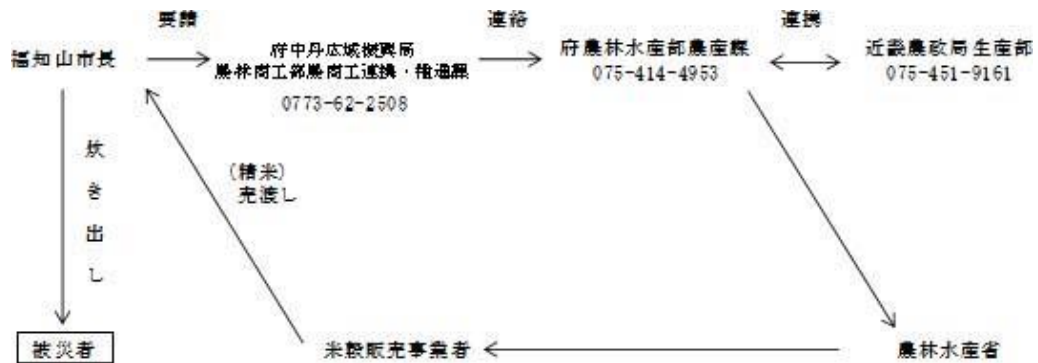 要請
連絡
連携
福知山市長
府中丹広域振興局
農林商工部農商工連携・推進課
0773-62-2508
府農林水産部農産課
075-414-4953
近畿農政局生産部
075-451-9161
炊き出し
(精米)
売渡し
被災者
米穀販売事業者
農林水産省